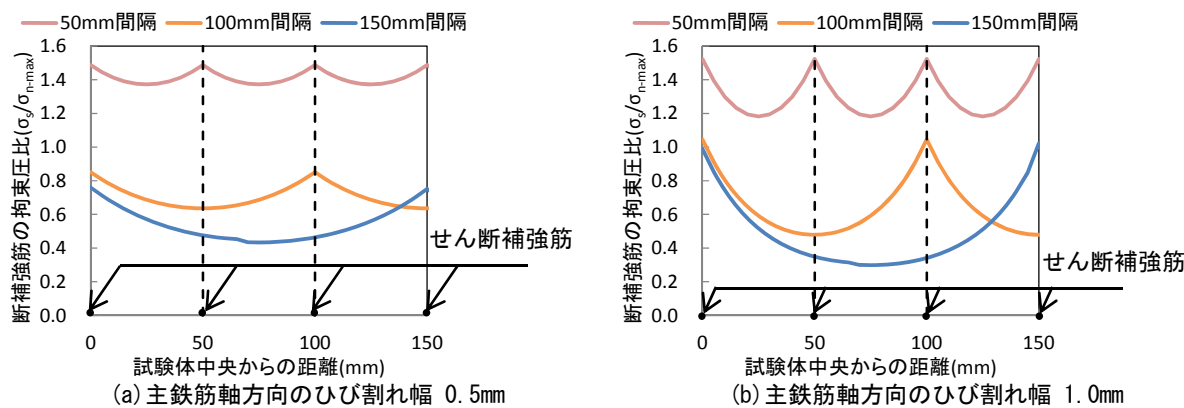 50mm間隔 100mm間隔 150mm間隔
断補強筋の拘束圧比(σs/σn-max)
1.6
1.4
1.2
1.0
0.8
0.6
0.4
0.2
0.0
せん断補強筋
0 50 100 150
試験体中央からの距離(mm)
(a)主鉄筋軸方向のひび割れ幅 0.5mm
50mm間隔 100mm間隔 150mm間隔
断補強筋の拘束圧比(σs/σn-max)
1.6
1.4
1.2
1.0
0.8
0.6
0.4
0.2
0.0
せん断補強筋
0 50 100 150
試験体中央からの距離(mm)
(b)主鉄筋軸方向のひび割れ幅 1.0mm